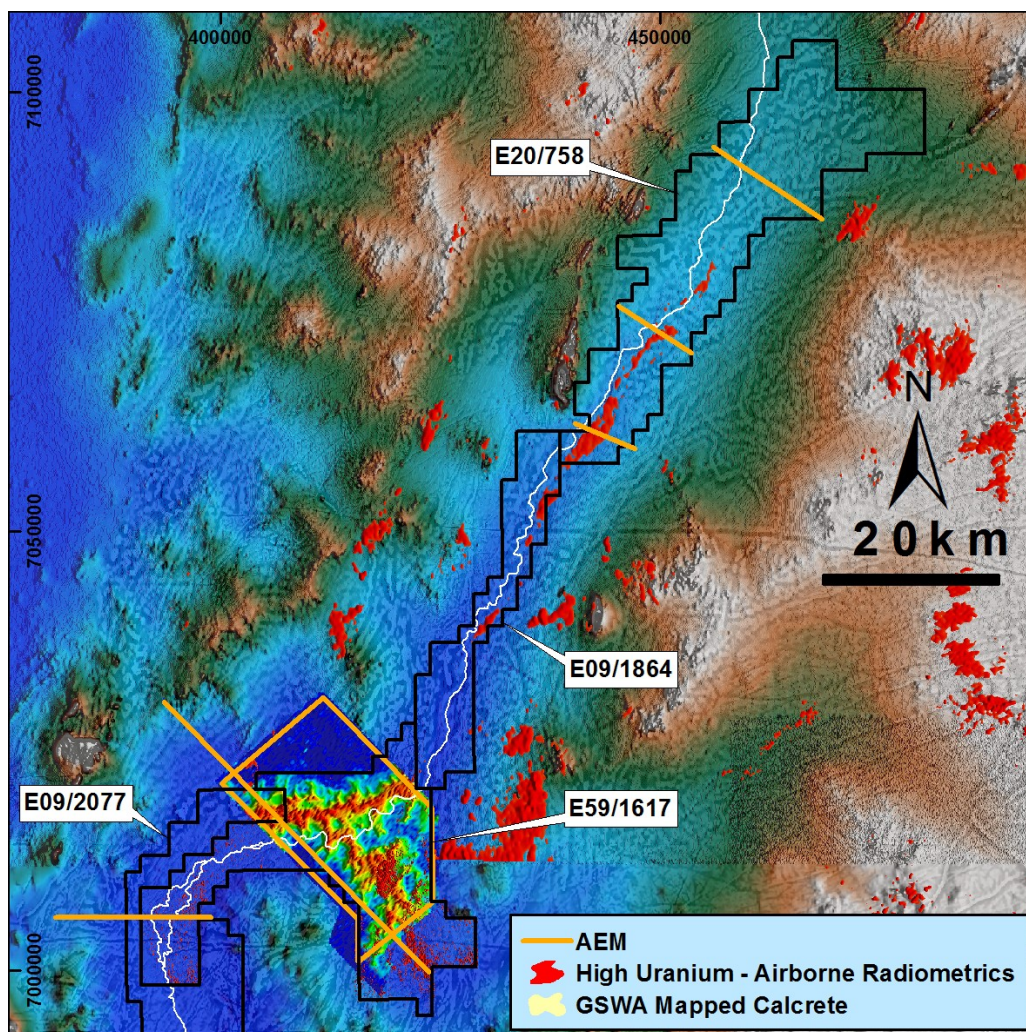 400000
450000
7100000
E20/758
N
7050000
20km
E09/1864
E09/2077
E59/1617
7000000
AEM
High Uranium - Airborne Radiometrics
GSWA Mapped Calcrete